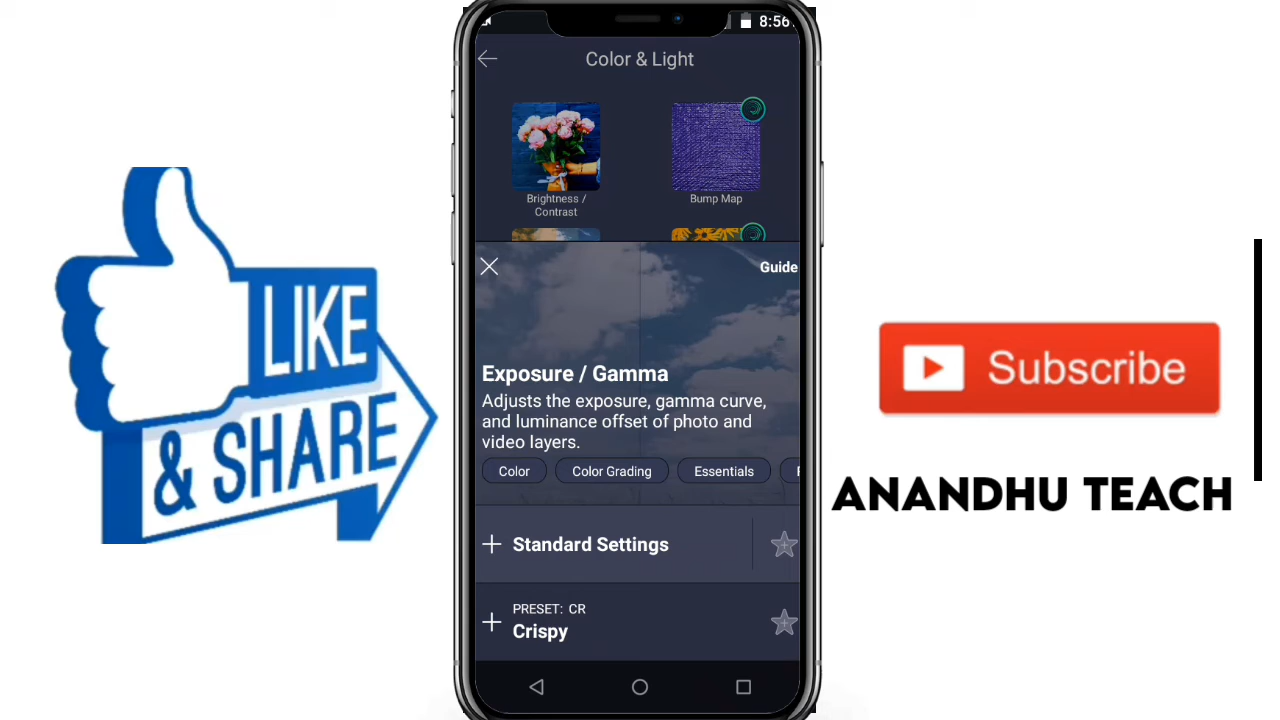 8:56
Color & Light
Brightness /
Contrast
Bump Map
Guide
Exposure / Gamma
Adjusts the exposure, gamma curve,
and luminance offset of photo and
video layers.
Color
Color Grading
Essentials
Standard Settings
PRESET: CR
Crispy
LIKE
& SHARE
Subscribe
ANANDHU TEACH